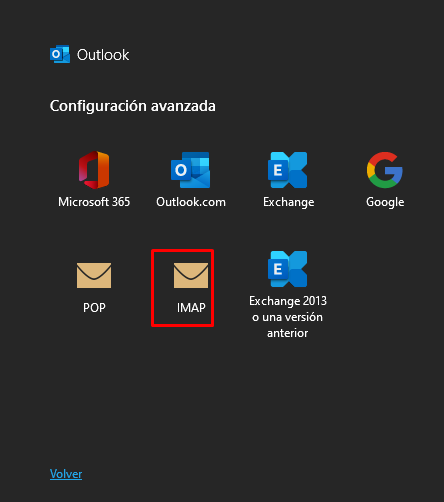 Outlook
Configuración avanzada
Microsoft 365
Outlook.com
Exchange
Google
POP
IMAP
Exchange 2013
o una versión
anterior
Volver